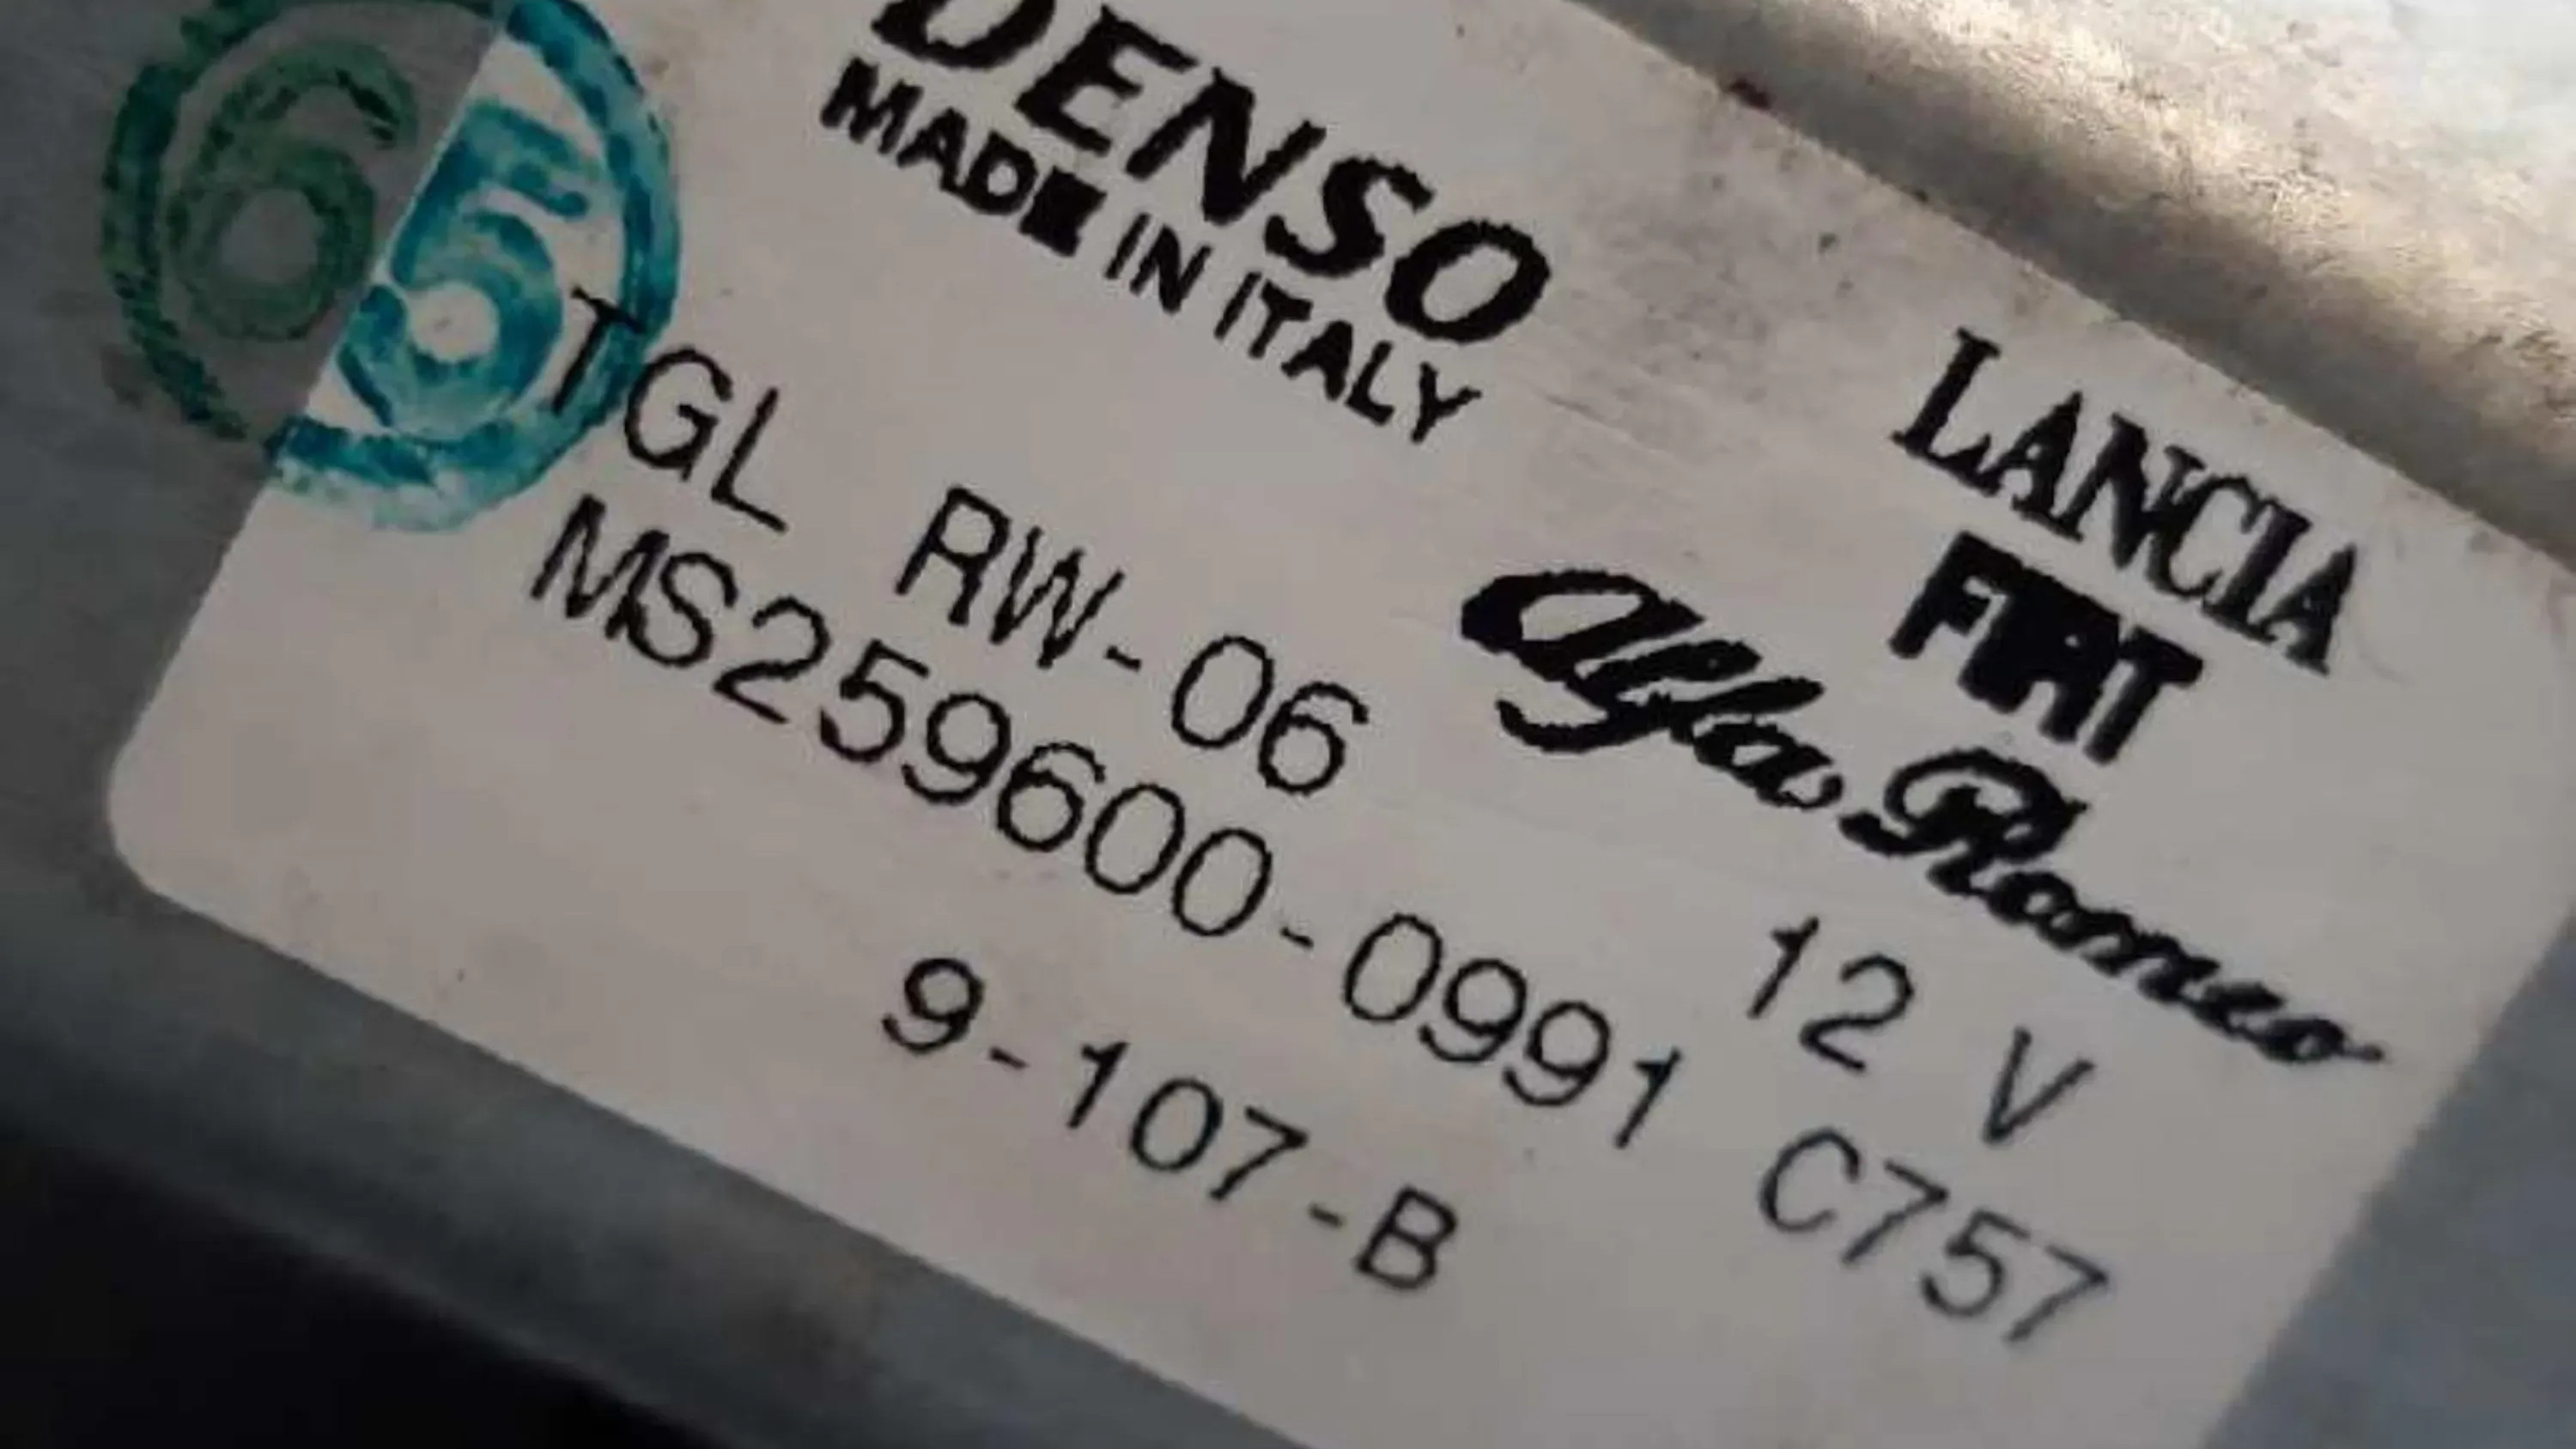 65
DENSO
MADE IN ITALY
LANCIA
FIAT
Alfa Romeo
TGL RW-06
12 V
MS259600-0991
C757
9-107-B